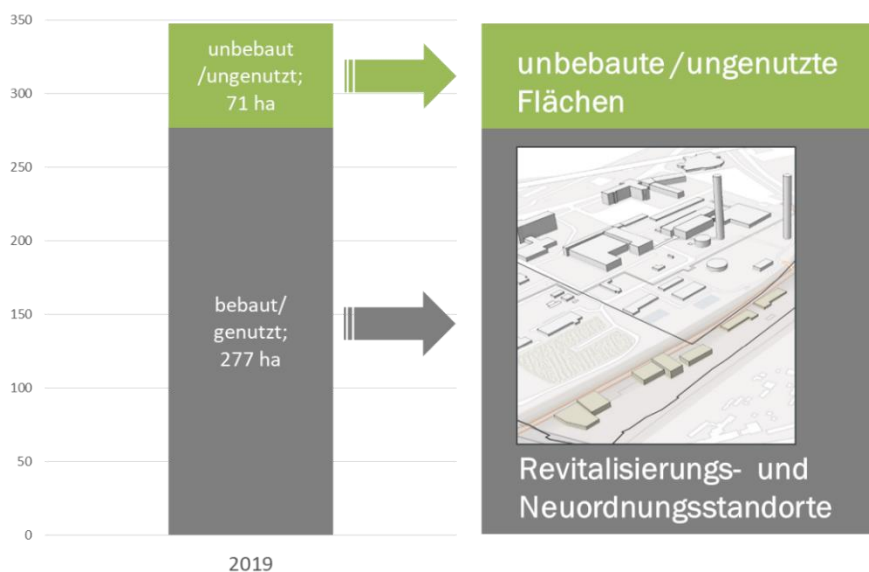 350
300
250
200
150
100
50
0
unbebaut
/ungenutzt;
71 ha
bebaut/
genutzt;
277 ha
2019
unbebaute/ungenutzte
Flächen
Revitalisierungs- und
Neuordnungsstandorte